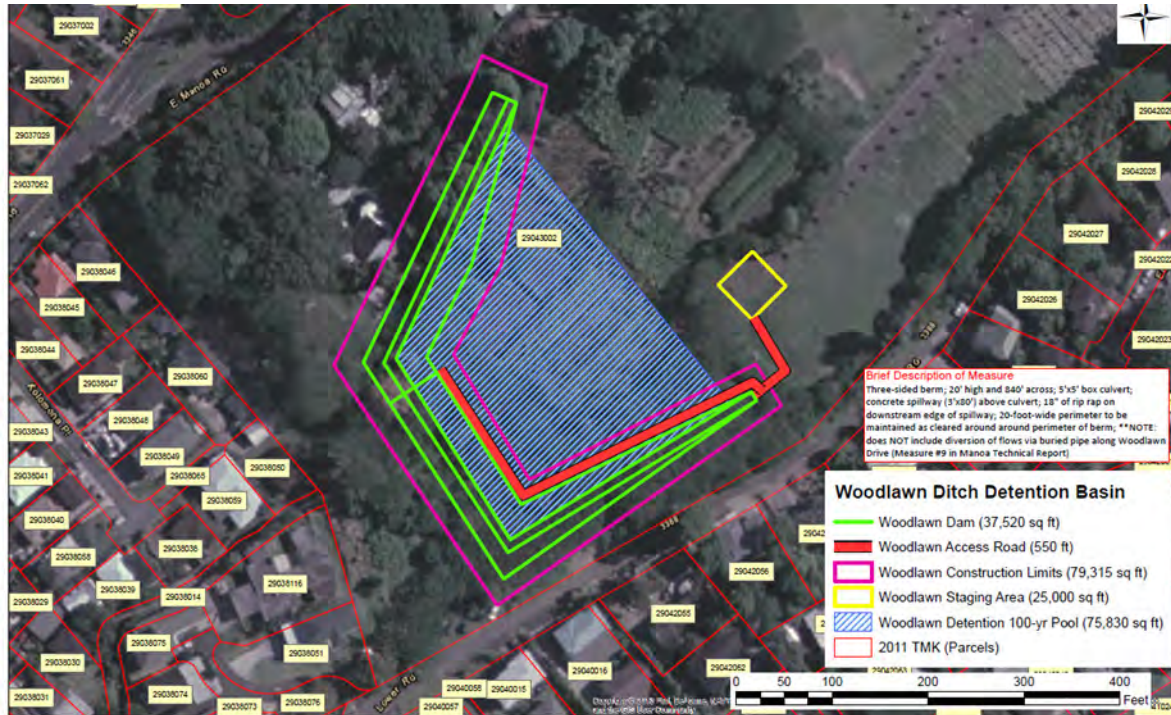 29037002
3346
29037061
E. Manoa Rd
29037029
29037062
29038046
29038045
29038044
29038060
29038047
Kolomona Pl
29038043
29038048
29038041
29038049
29038050
29038065
29038059
29038040
29038036
29038058
29038039
29038116
29038029
29038014
29038075
29038051
29038030
29038074
29038031
29038073
29038076
Lower Rd
29040057
29040055
29040015
29040016
29042062
29042055
29042056
3388
3388
29043002
29042028
29042027
29042026
Brief Description of Measure
Three-sided berm; 20' high and 840' across; 5'x5' box culvert;
concrete spillway (3'x80') above culvert; 18" of rip rap on
downstream edge of spillway; 20-foot-wide perimeter to be
maintained as cleared around around perimeter of berm; **NOTE:
does NOT include diversion of flows via buried pipe along Woodlawn
Drive (Measure #9 in Manoa Technical Report)
Woodlawn Ditch Detention Basin
Woodlawn Dam (37,520 sq ft)
Woodlawn Access Road (550 ft)
Woodlawn Construction Limits (79,315 sq ft)
Woodlawn Staging Area (25,000 sq ft)
Woodlawn Detention 100-yr Pool (75,830 sq ft)
2011 TMK (Parcels)
0 50 100 200 300 400
Feet